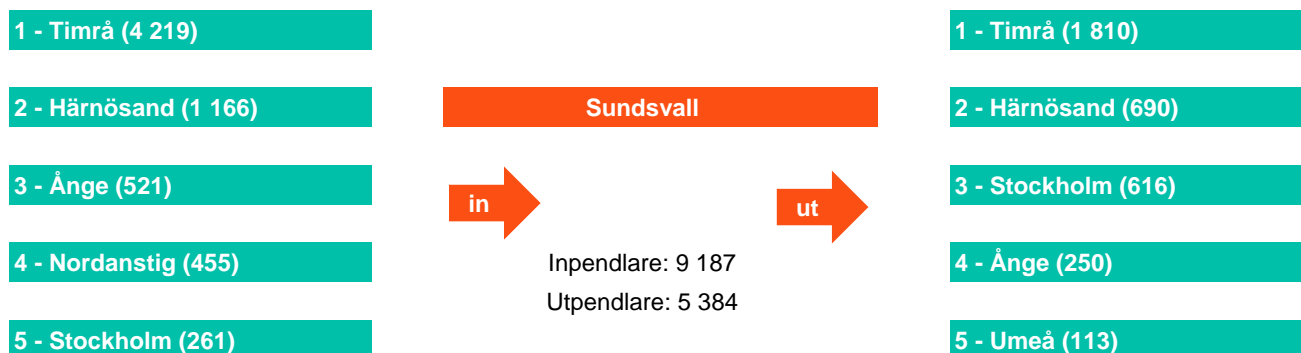 1 - Timrå (4 219)
2 - Härnösand (1 166)
3 - Ånge (521)
4 - Nordanstig (455)
5 - Stockholm (261)
Sundsvall
in
ut
Inpendlare: 9 187
Utpendlare: 5 384
1 - Timrå (1 810)
2 - Härnösand (690)
3 - Stockholm (616)
4 - Ånge (250)
5 - Umeå (113)